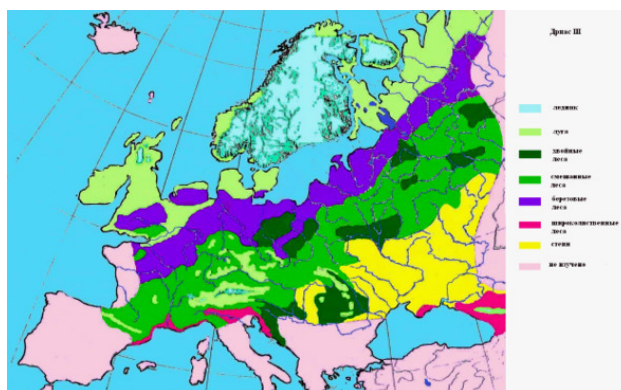 Дриас III
ледник
луга
хвойные
леса
смешанные
леса
березовые
леса
широколиственные
леса
степи
не изучено